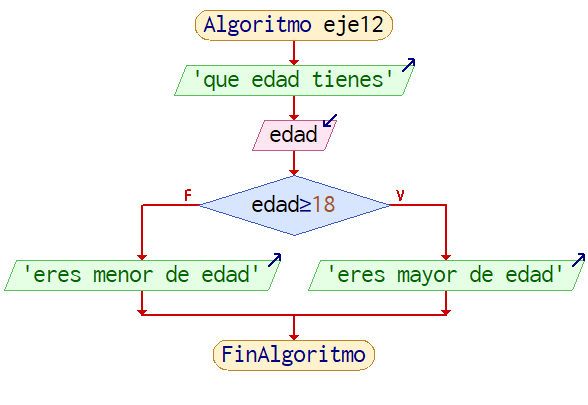 Algoritmo eje12
'que edad tienes'
edad
F
edad≥18
V
'eres menor de edad'
'eres mayor de edad'
FinAlgoritmo